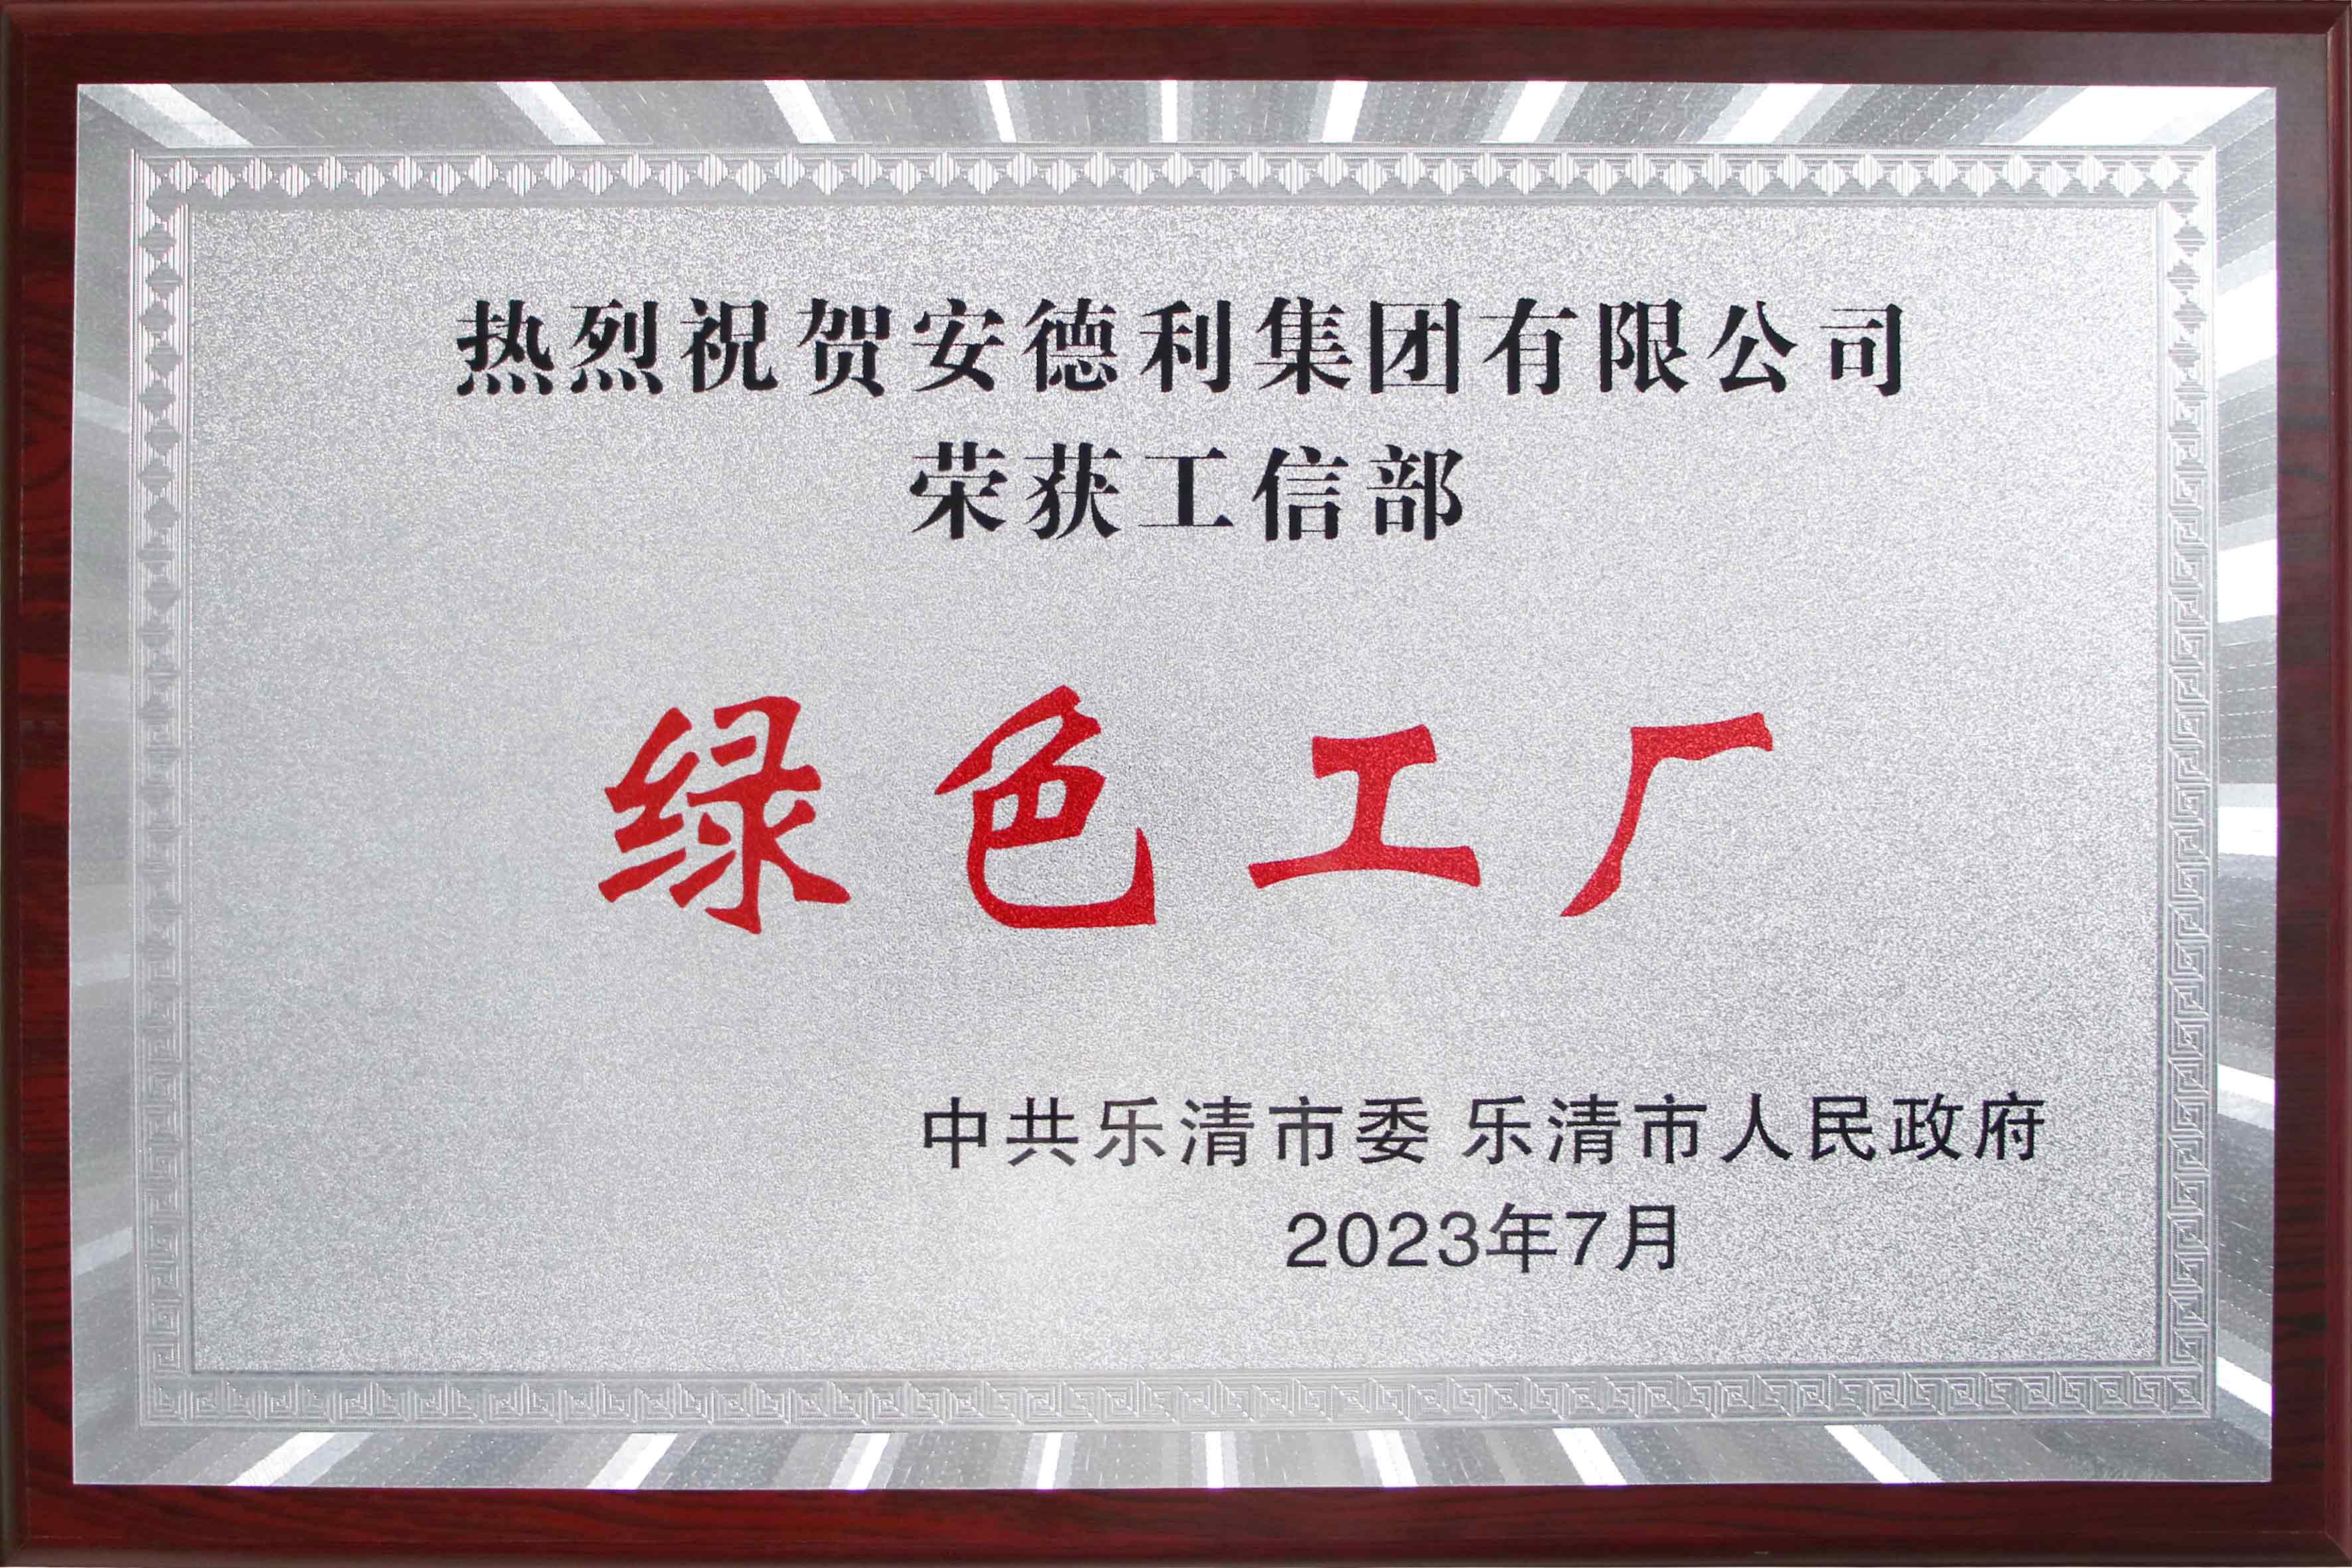 热烈祝贺安德利集团有限公司
荣获工信部
绿色工厂
中共乐清市委 乐清市人民政府
2023年7月